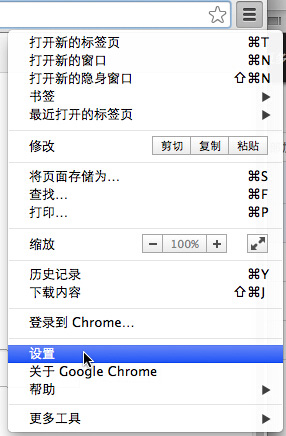 打开新的标签页 ⌘T
打开新的窗口 ⌘N
打开新的隐身窗口 ⇧⌘N
书签
最近打开的标签页
修改 剪切 复制 粘贴
将页面存储为… ⌘S
查找… ⌘F
打印… ⌘P
缩放 − 100% +
历史记录 ⌘Y
下载内容 ⇧⌘J
登录到 Chrome…
设置
关于 Google Chrome
帮助
更多工具